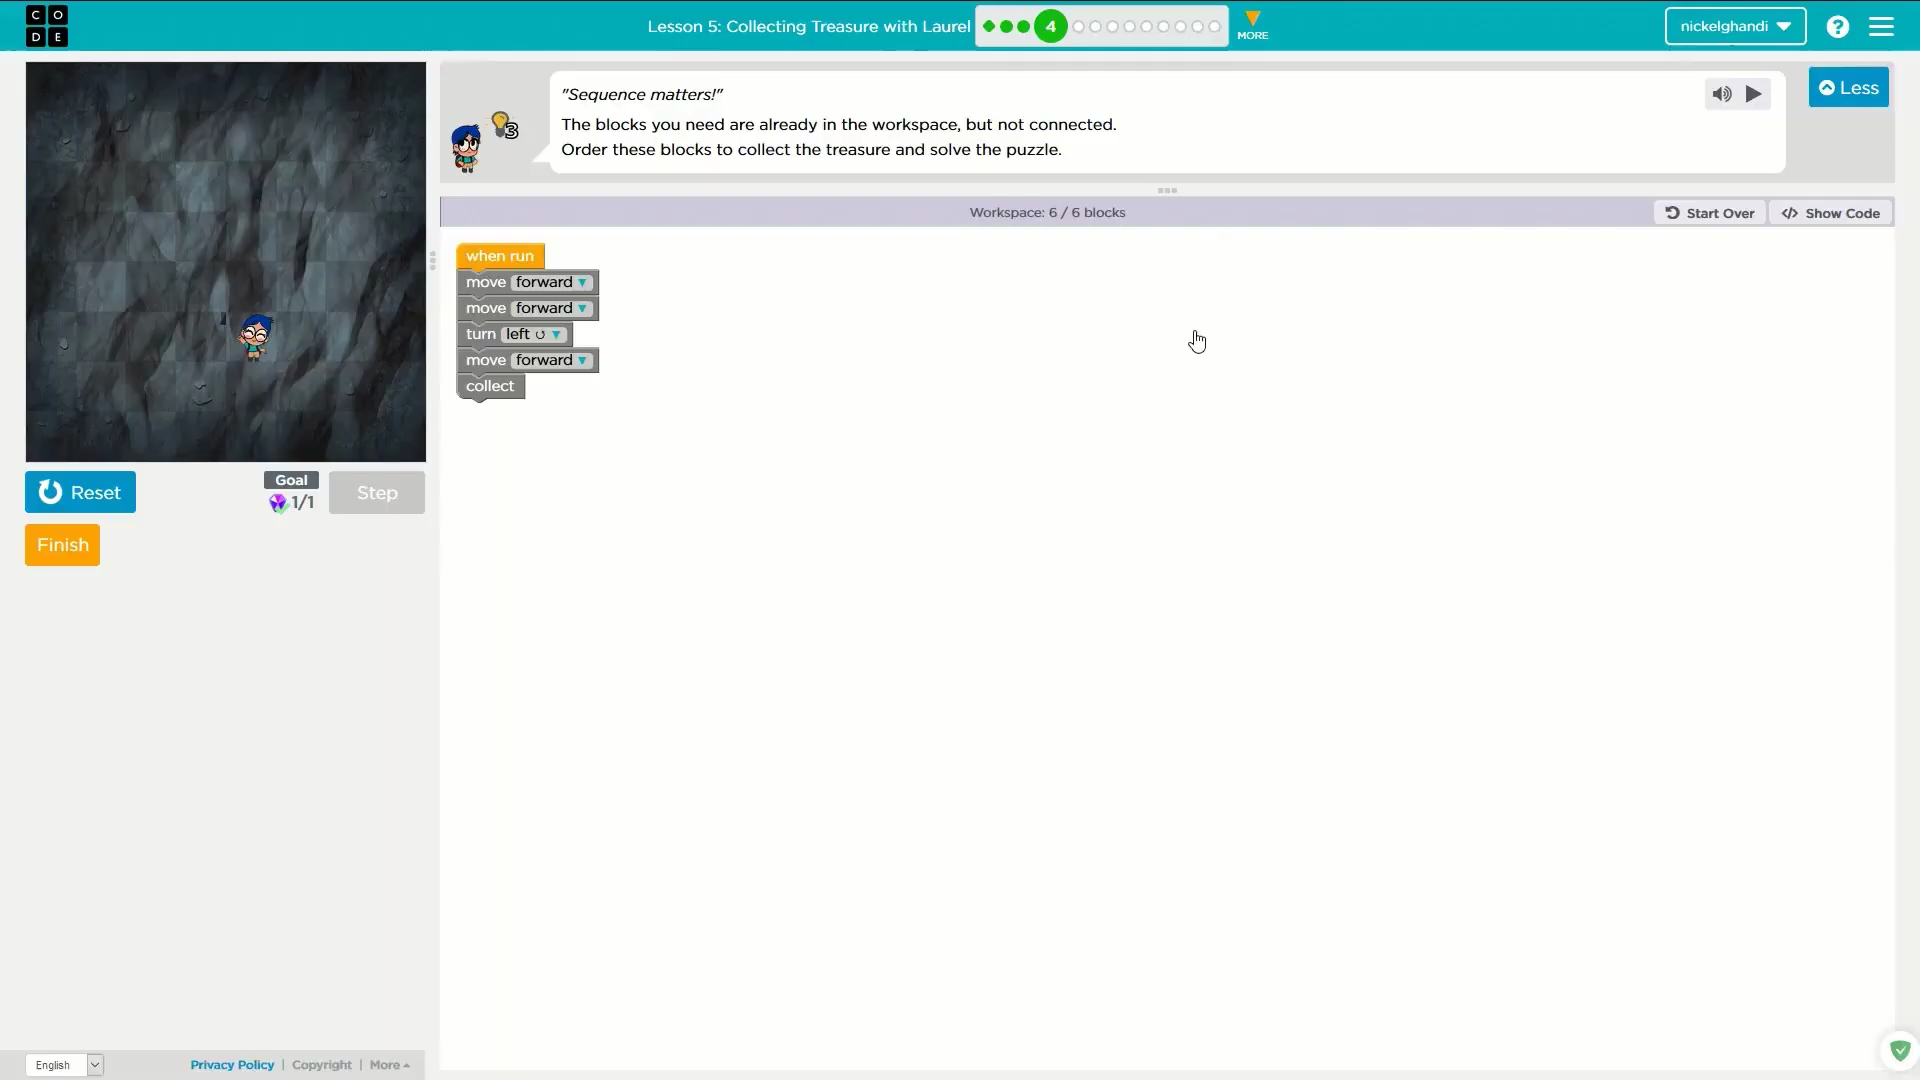 C O
D E
Lesson 5: Collecting Treasure with Laurel
4
MORE
nickelghandi
?
"Sequence matters!"
The blocks you need are already in the workspace, but not connected.
Order these blocks to collect the treasure and solve the puzzle.
3
Less
Workspace: 6 / 6 blocks
Start Over
</> Show Code
when run
move forward
move forward
turn left ↺
move forward
collect
Reset
Goal
1/1
Step
Finish
English
Privacy Policy | Copyright | More